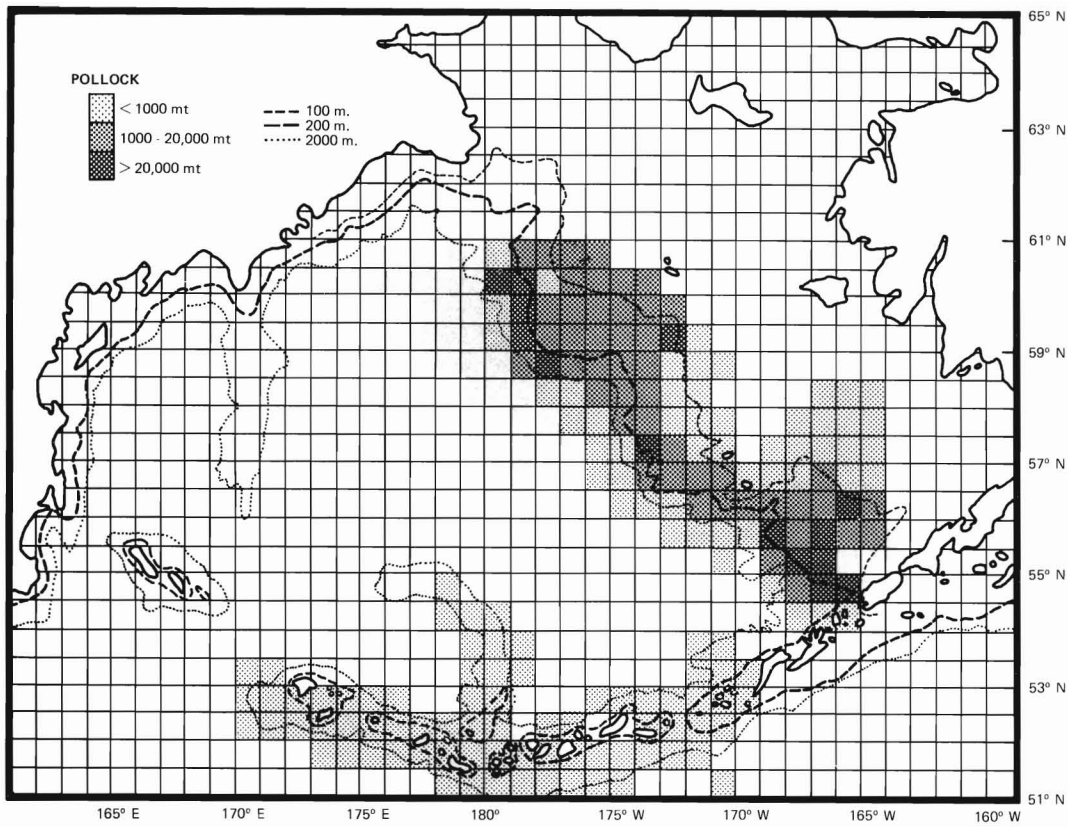 POLLOCK
< 1000 mt
1000 - 20,000 mt
> 20,000 mt
100 m.
200 m.
2000 m.
65° N
63° N
61° N
59° N
57° N
55° N
53° N
51° N
165° E
170° E
180°
175° W
170° W
165° W
160° W